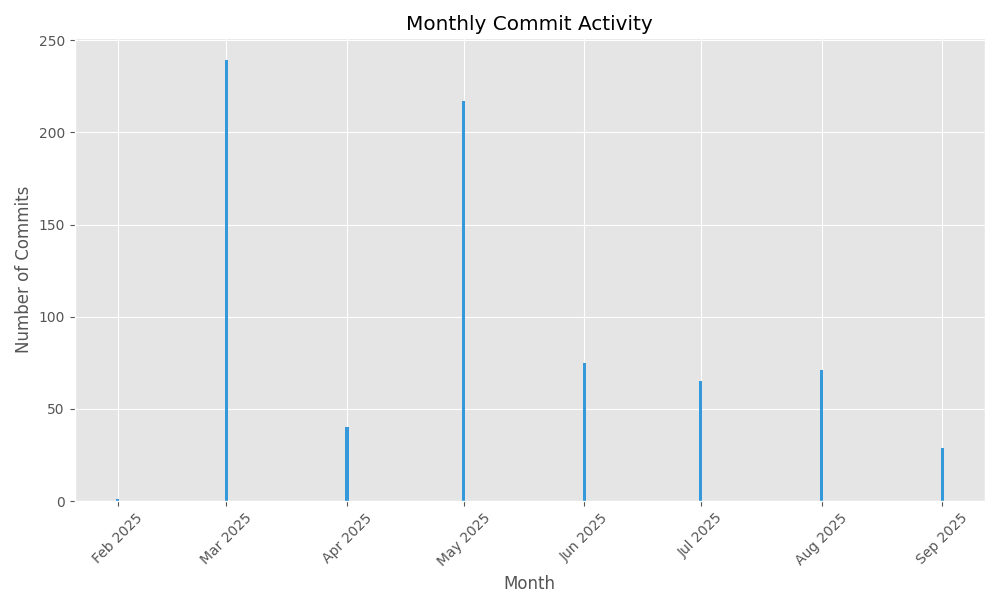 Monthly Commit Activity
250
200
150
100
50
0
Number of Commits
Feb 2025
Mar 2025
Apr 2025
May 2025
Jun 2025
Jul 2025
Aug 2025
Sep 2025
Month